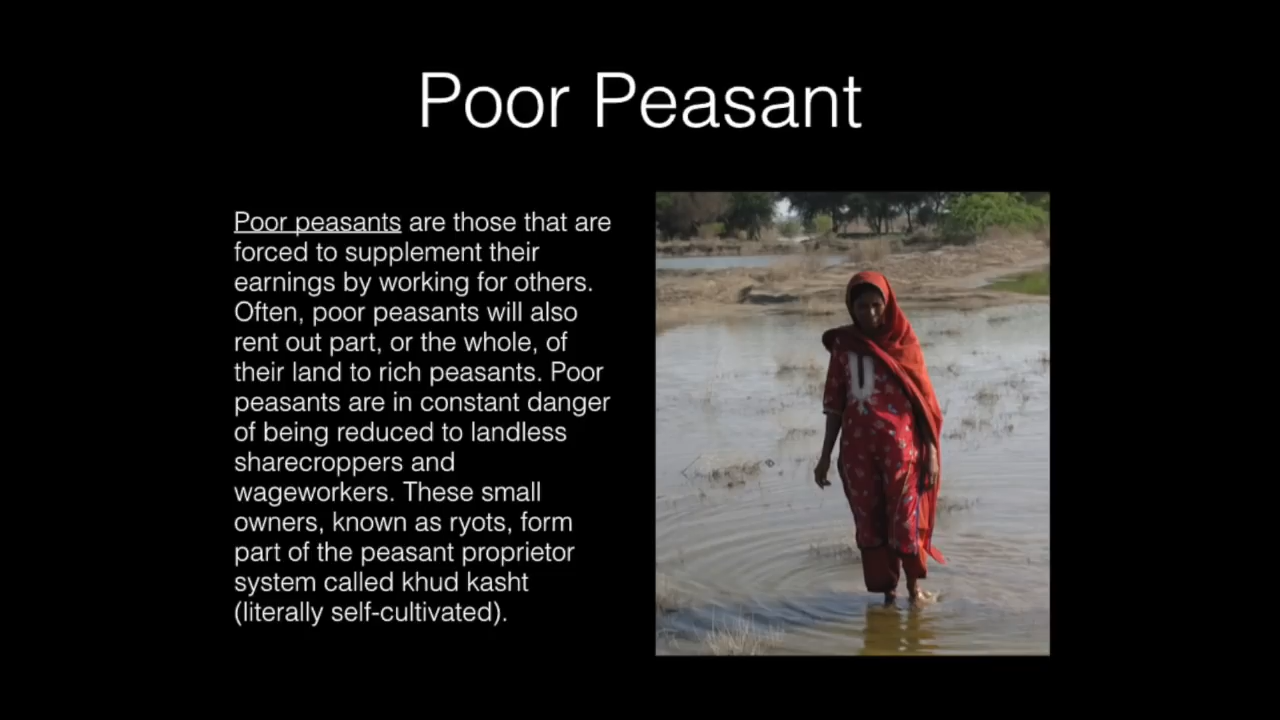 Poor Peasant
Poor peasants are those that are
forced to supplement their
earnings by working for others.
Often, poor peasants will also
rent out part, or the whole, of
their land to rich peasants. Poor
peasants are in constant danger
of being reduced to landless
sharecroppers and
wageworkers. These small
owners, known as ryots, form
part of the peasant proprietor
system called khud kasht
(literally self-cultivated).